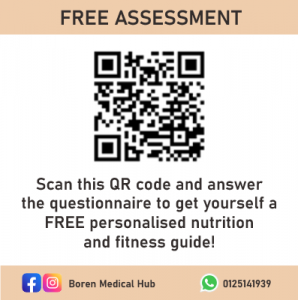 FREE ASSESSMENT
Scan this QR code and answer
the questionnaire to get yourself a
FREE personalised nutrition
and fitness guide!
Boren Medical Hub 0125141939